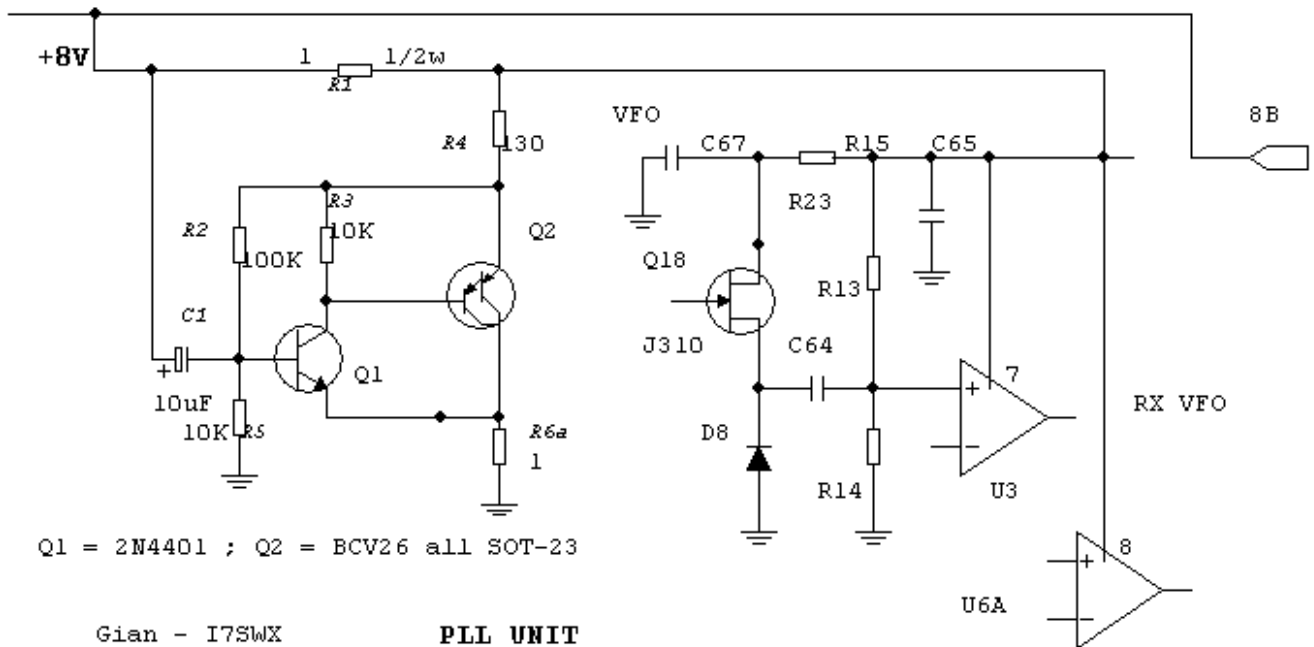 +8V
1 1/2w
R1
VFO
8B
R4 130
C67 R15 C65
R3
R2 10K Q2
R23
100K
Q18
R13
C1
J310 C64
Q1
+
7
10uF
+
RX VFO
10K R5
R6a
D8
1
R14
U3
Q1 = 2N4401 ; Q2 = BCV26 all SOT-23
8
+
U6A
Gian - I7SWX PLL UNIT